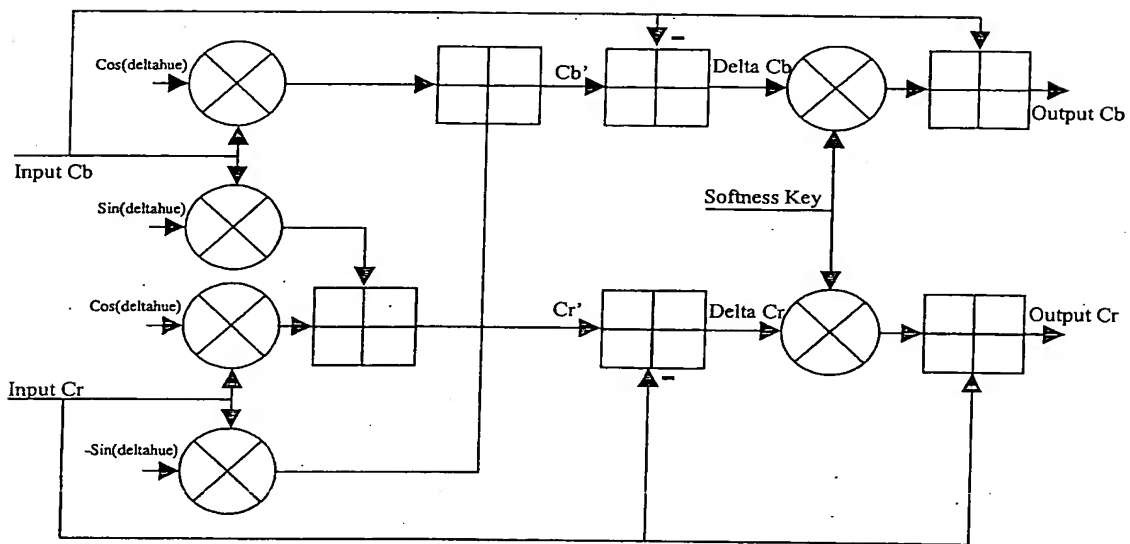 Cos(deltahue)
Cb'
–
Delta Cb
Output Cb
Input Cb
Sin(deltahue)
Softness Key
Cos(deltahue)
Cr'
Delta Cr
Output Cr
Input Cr
–
-Sin(deltahue)